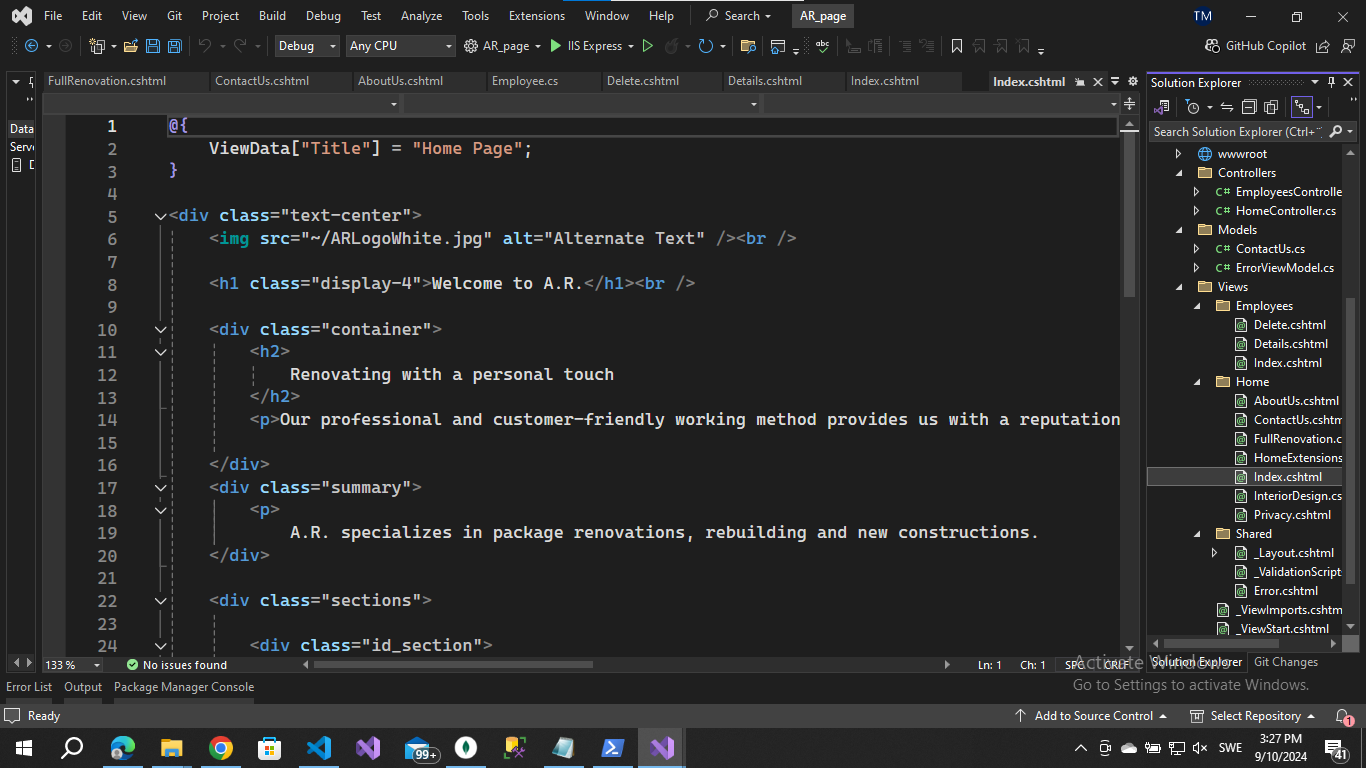 File Edit View Git Project Build Debug Test Analyze Tools Extensions Window Help Search AR_page TM
Debug Any CPU AR_page IIS Express GitHub Copilot
FullRenovation.cshtml ContactUs.cshtml AboutUs.cshtml Employee.cs Delete.cshtml Details.cshtml Index.cshtml Index.cshtml
Solution Explorer
Search Solution Explorer (Ctrl+
Data
Serv
1 @{
2 ViewData["Title"] = "Home Page";
3 }
4
5 <div class="text-center">
6 <img src="~/ARLogoWhite.jpg" alt="Alternate Text" /><br />
7
8 <h1 class="display-4">Welcome to A.R.</h1><br />
9
10 <div class="container">
11 <h2>
12 Renovating with a personal touch
13 </h2>
14 <p>Our professional and customer-friendly working method provides us with a reputation
15
16 </div>
17 <div class="summary">
18 <p>
19 A.R. specializes in package renovations, rebuilding and new constructions.
20 </div>
21
22 <div class="sections">
23
24 <div class="id_section">
wwwroot
Controllers
C# EmployeesControlle
C# HomeController.cs
Models
C# ContactUs.cs
C# ErrorViewModel.cs
Views
Employees
Delete.cshtml
Details.cshtml
Index.cshtml
Home
AboutUs.cshtml
ContactUs.cshtm
FullRenovation.c
HomeExtensions
Index.cshtml
InteriorDesign.cs
Privacy.cshtml
Shared
_Layout.cshtml
_ValidationScript
Error.cshtml
_ViewImports.cshtm
_ViewStart.cshtml
133 % No issues found Ln: 1 Ch: 1 SPC CRLF
Solution Explorer Git Changes
Activate Windows
Go to Settings to activate Windows.
Error List Output Package Manager Console
Ready Add to Source Control Select Repository 1
99+ SWE 3:27 PM
9/10/2024 41